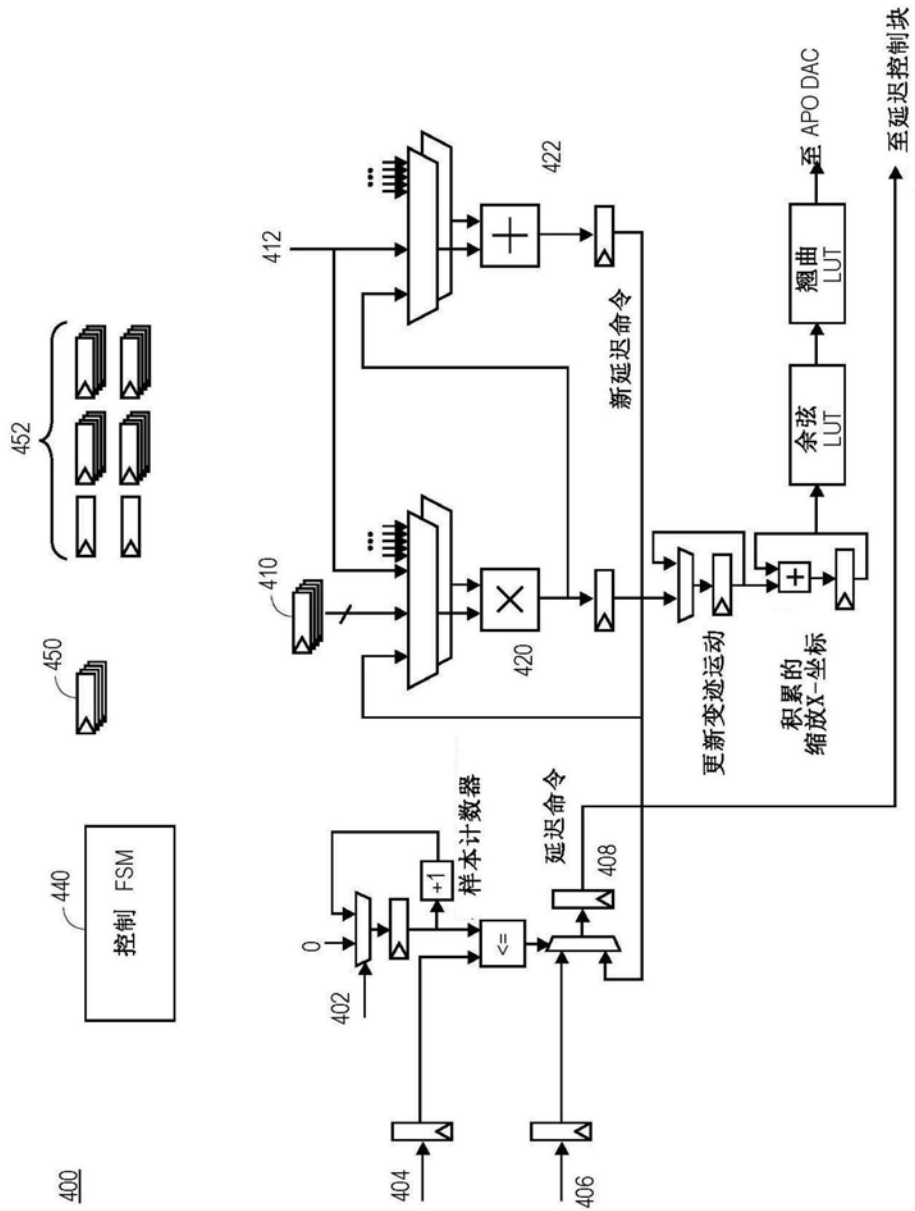 400
440
控制 FSM
450
452
402
0
+1
样本计数器
404
<=
406
延迟命令
408
410
•••
×
420
412
•••
+
422
新延迟命令
更新变迹运动
+
积累的
缩放X-坐标
余弦
LUT
翘曲
LUT
至 APO DAC
至延迟控制块